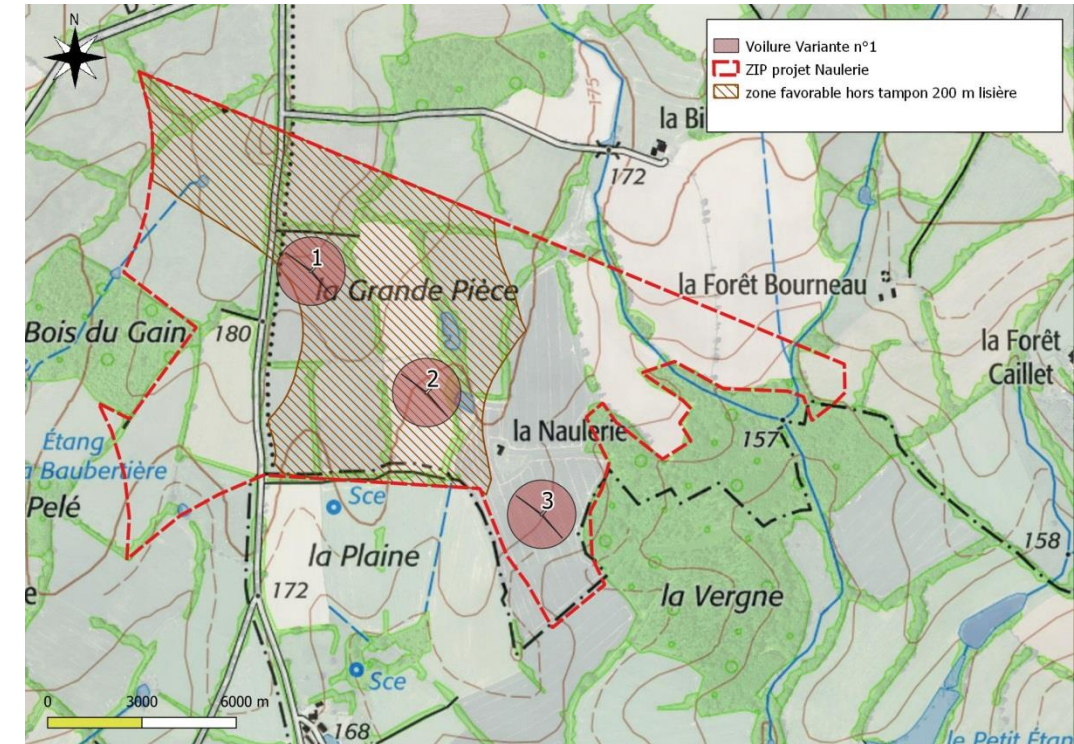 N
D
175
Voilure Variante n°1
ZIP projet Naulerie
zone favorable hors tampon 200 m lisière
la Bi
172
1
la Grande Pièce
la Forêt Bourneau
Bois du Gain
180
la Forêt
Caillet
2
la Naulerie
157
Étang
a Bauberrière
Pelé
Sce
3
la Plaine
158
e
172
la Vergne
Sce
0 3000 6000 m
168
le Petit Étan